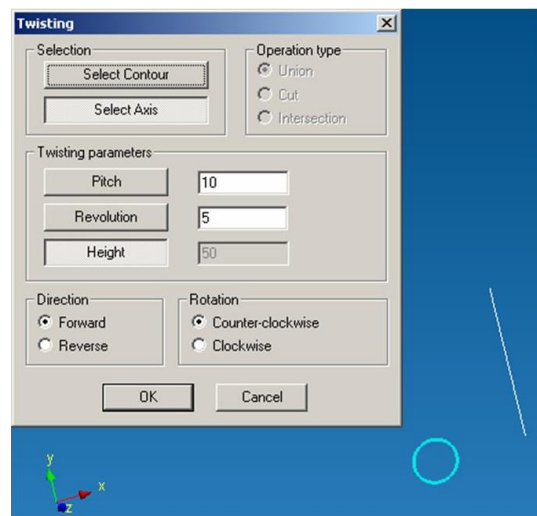 Twisting
Selection
Select Contour
Select Axis
Operation type
Union
Cut
Intersection
Twisting parameters
Pitch 10
Revolution 5
Height 50
Direction
Forward
Reverse
Rotation
Counter-clockwise
Clockwise
OK Cancel
y
x
z